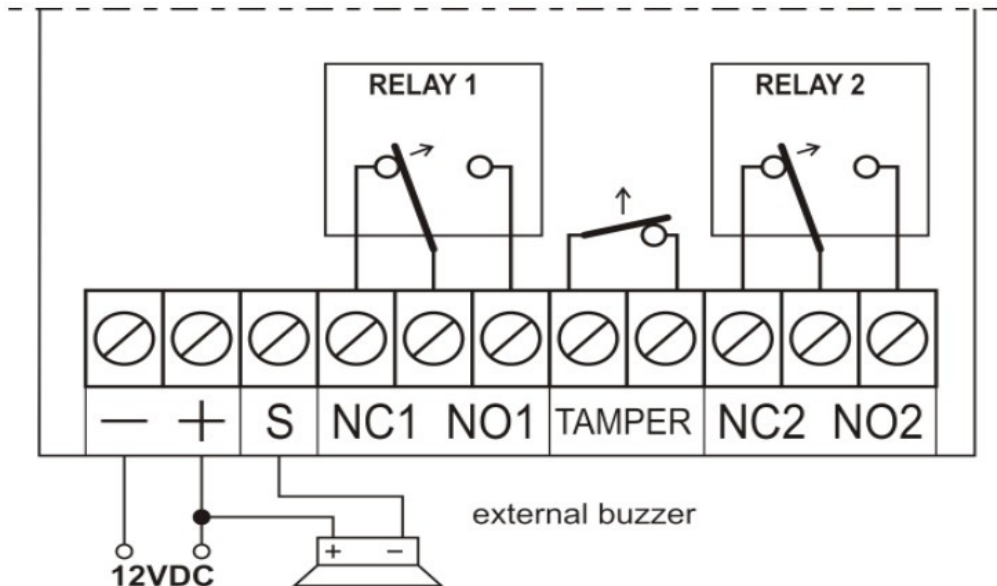 RELAY 1 RELAY 2
— + S NC1 NO1 TAMPER NC2 NO2
external buzzer
+ −
12VDC